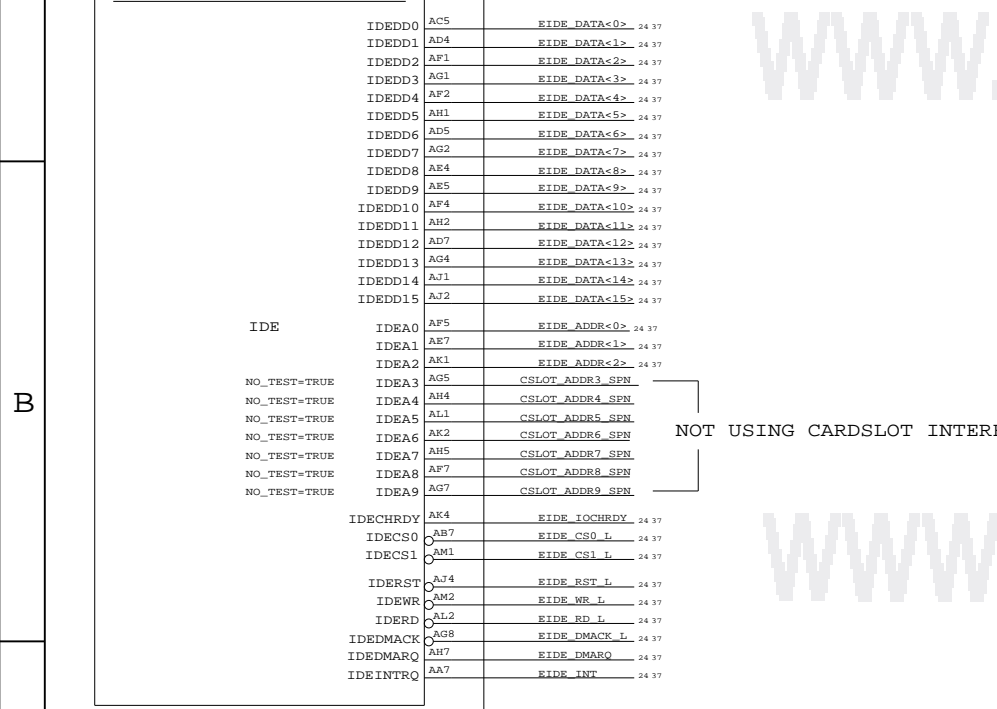 IDEDD0 AC5 EIDE_DATA<0> 24 37
IDEDD1 AD4 EIDE_DATA<1> 24 37
IDEDD2 AF1 EIDE_DATA<2> 24 37
IDEDD3 AG1 EIDE_DATA<3> 24 37
IDEDD4 AF2 EIDE_DATA<4> 24 37
IDEDD5 AH1 EIDE_DATA<5> 24 37
IDEDD6 AD5 EIDE_DATA<6> 24 37
IDEDD7 AG2 EIDE_DATA<7> 24 37
IDEDD8 AE4 EIDE_DATA<8> 24 37
IDEDD9 AE5 EIDE_DATA<9> 24 37
IDEDD10 AF4 EIDE_DATA<10> 24 37
IDEDD11 AH2 EIDE_DATA<11> 24 37
IDEDD12 AD7 EIDE_DATA<12> 24 37
IDEDD13 AG4 EIDE_DATA<13> 24 37
IDEDD14 AJ1 EIDE_DATA<14> 24 37
IDEDD15 AJ2 EIDE_DATA<15> 24 37
IDE IDEA0 AF5 EIDE_ADDR<0> 24 37
IDEA1 AE7 EIDE_ADDR<1> 24 37
IDEA2 AK1 EIDE_ADDR<2> 24 37
NO_TEST=TRUE IDEA3 AG5 CSLOT_ADDR3_SPN
NO_TEST=TRUE IDEA4 AH4 CSLOT_ADDR4_SPN
B
NO_TEST=TRUE IDEA5 AL1 CSLOT_ADDR5_SPN
NO_TEST=TRUE IDEA6 AK2 CSLOT_ADDR6_SPN
NOT USING CARDSLOT
NO_TEST=TRUE IDEA7 AH5 CSLOT_ADDR7_SPN
NO_TEST=TRUE IDEA8 AF7 CSLOT_ADDR8_SPN
NO_TEST=TRUE IDEA9 AG7 CSLOT_ADDR9_SPN
IDECHRDY AK4 EIDE_IOCHRDY 24 37
IDECS0 AB7 EIDE_CS0_L 24 37
IDECS1 AM1 EIDE_CS1_L 24 37
IDERST AJ4 EIDE_RST_L 24 37
IDEWR AM2 EIDE_WR_L 24 37
IDERD AL2 EIDE_RD_L 24 37
IDEDMACK AG8 EIDE_DMACK_L 24 37
IDEDMARQ AH7 EIDE_DMARQ 24 37
IDEINTRQ AA7 EIDE_INT 24 37